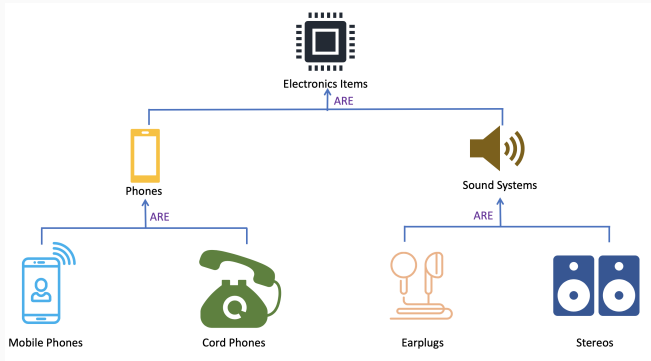 Electronics Items
ARE
Phones
Sound Systems
ARE
ARE
Mobile Phones
Cord Phones
Earplugs
Stereos